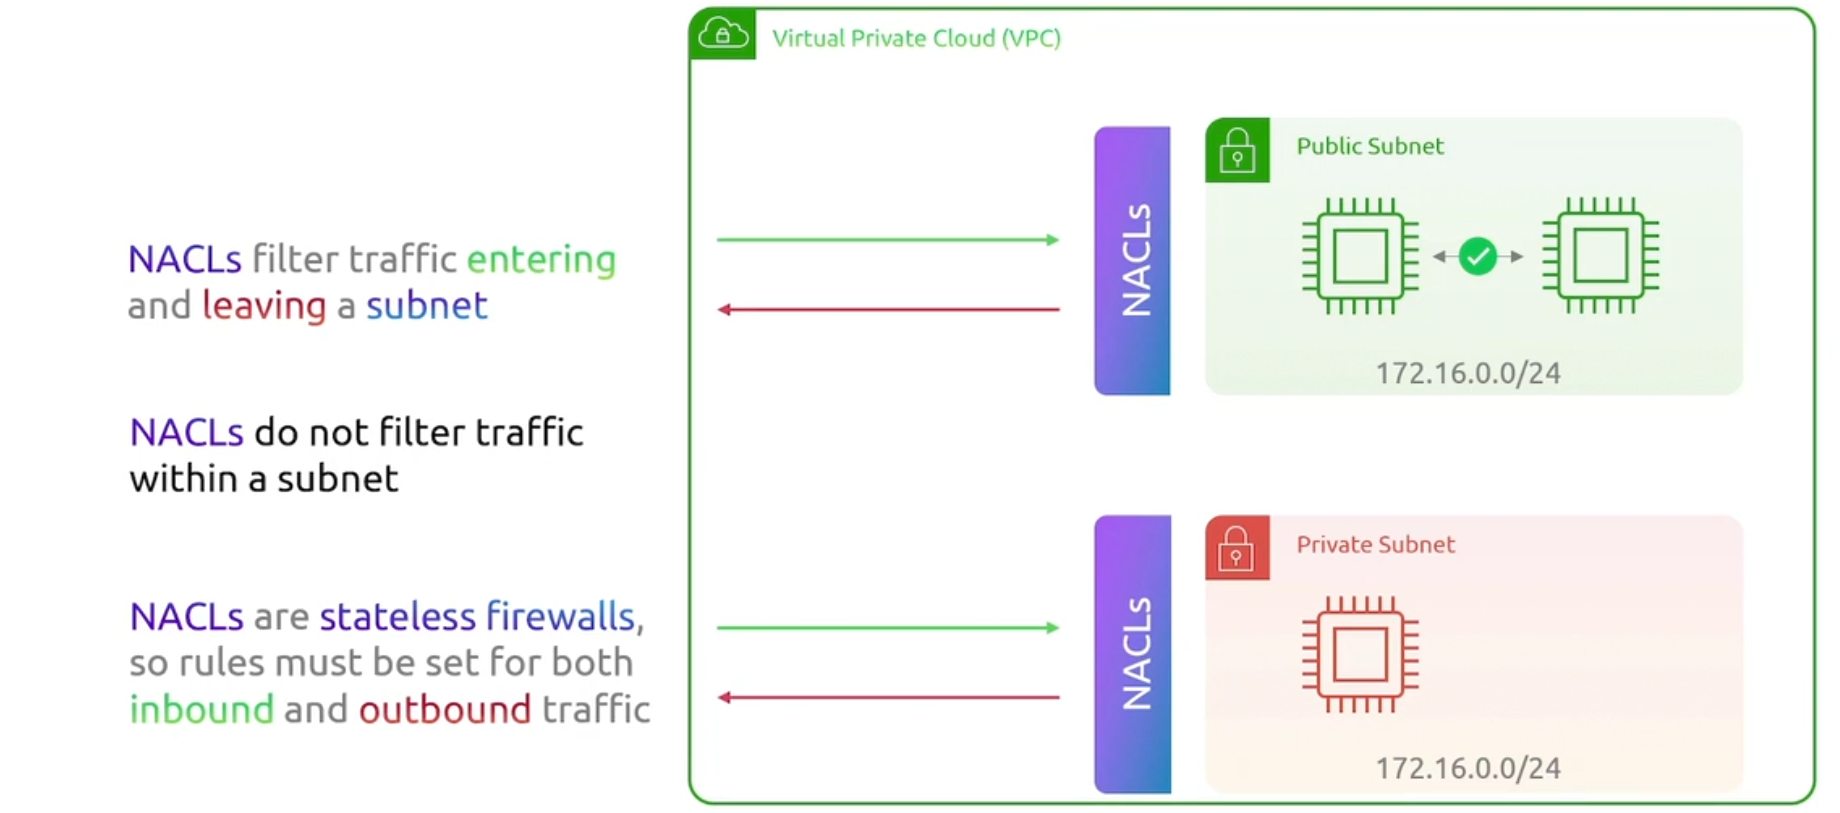 Virtual Private Cloud (VPC)
NACLs filter traffic entering
and leaving a subnet
NACLs do not filter traffic
within a subnet
NACLs are stateless firewalls,
so rules must be set for both
inbound and outbound traffic
NACLs
Public Subnet
172.16.0.0/24
NACLs
Private Subnet
172.16.0.0/24